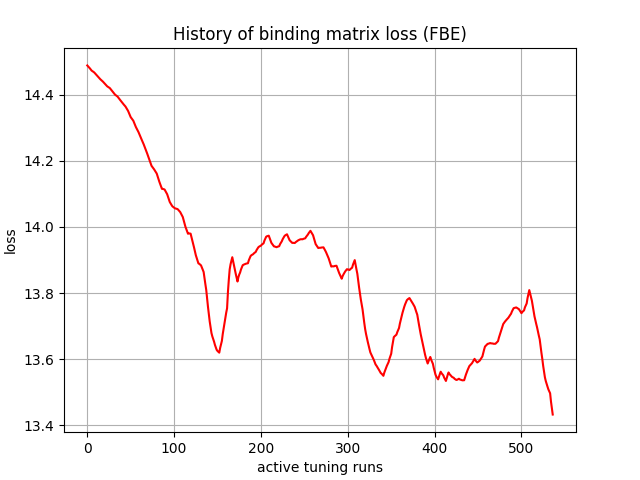 History of binding matrix loss (FBE)
14.4
14.2
14.0
13.8
13.6
13.4
loss
0 100 200 300 400 500
active tuning runs